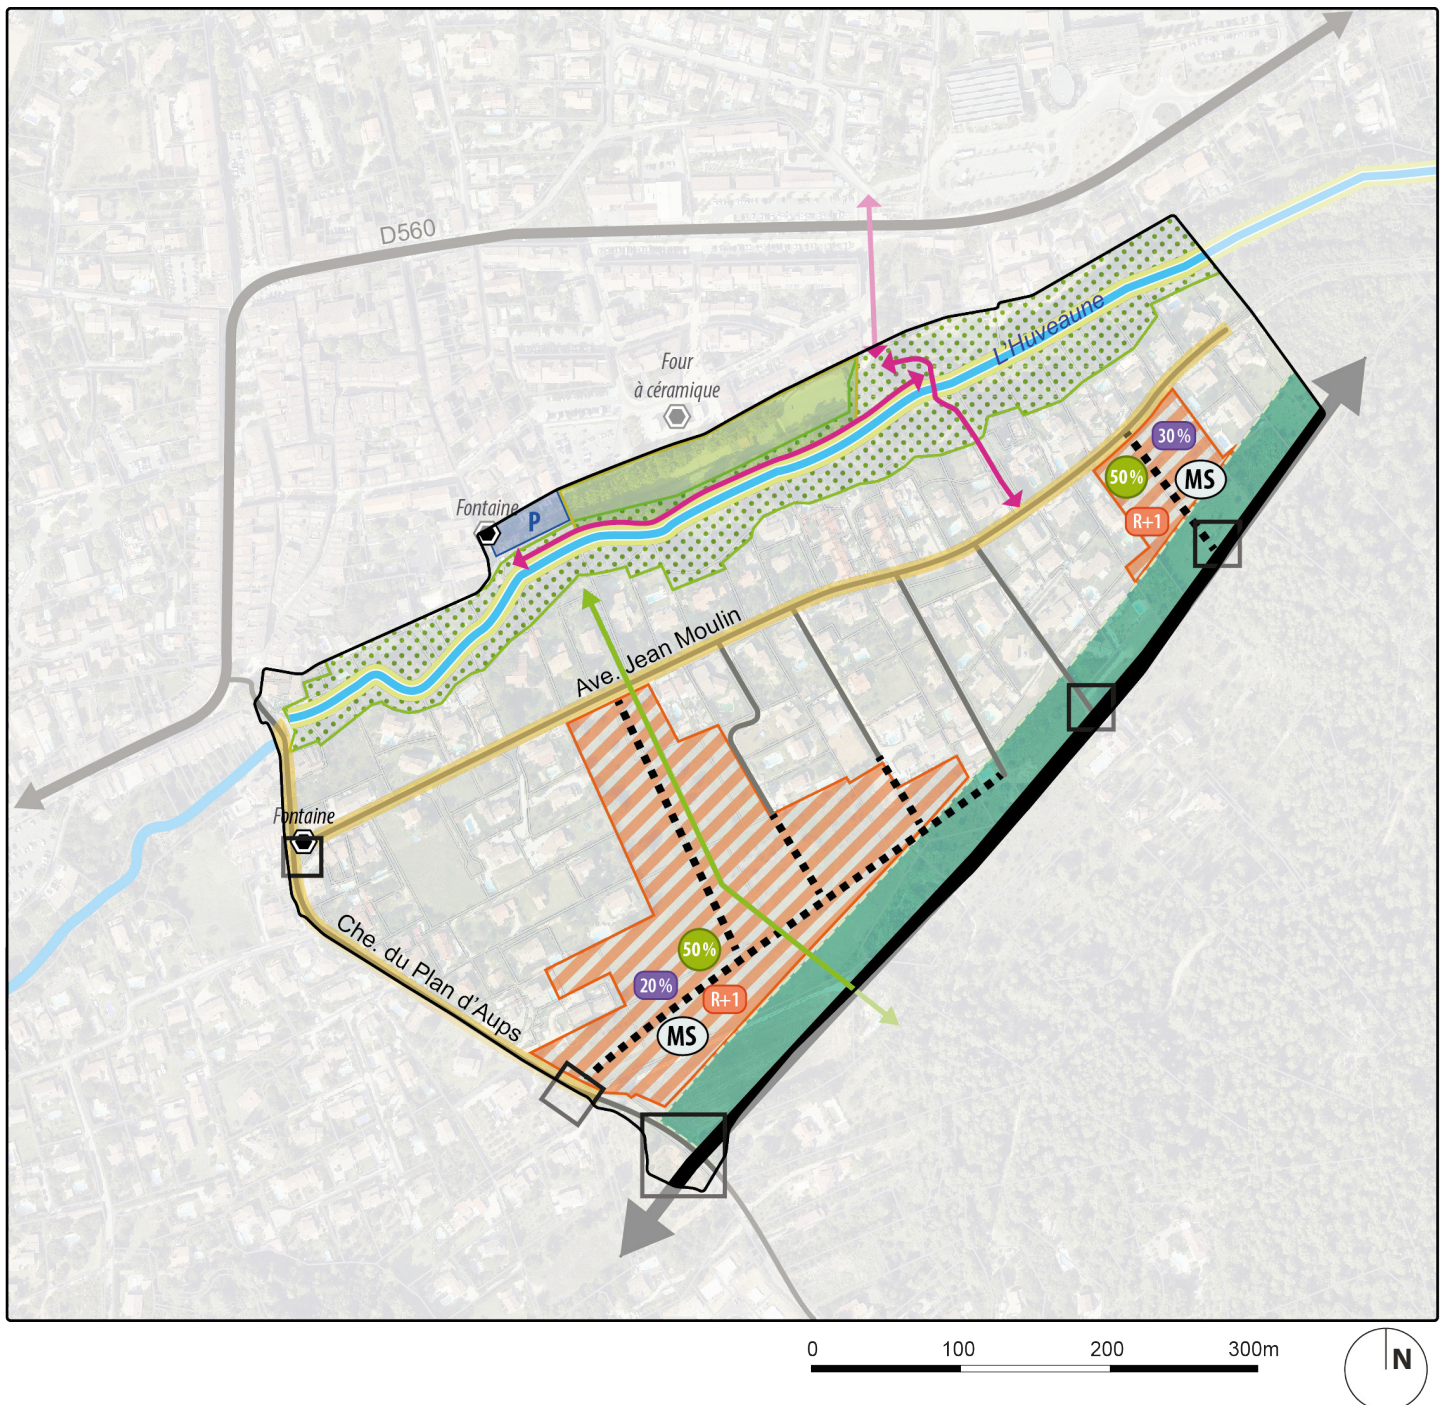 D560
L'Huveaune
Four
à céramique
30%
50%
MS
Fontaine
P
R+1
Ave. Jean Moulin
Fontaine
Che. du Plan d'Aups
50%
20%
R+1
MS
0 100 200 300m
N